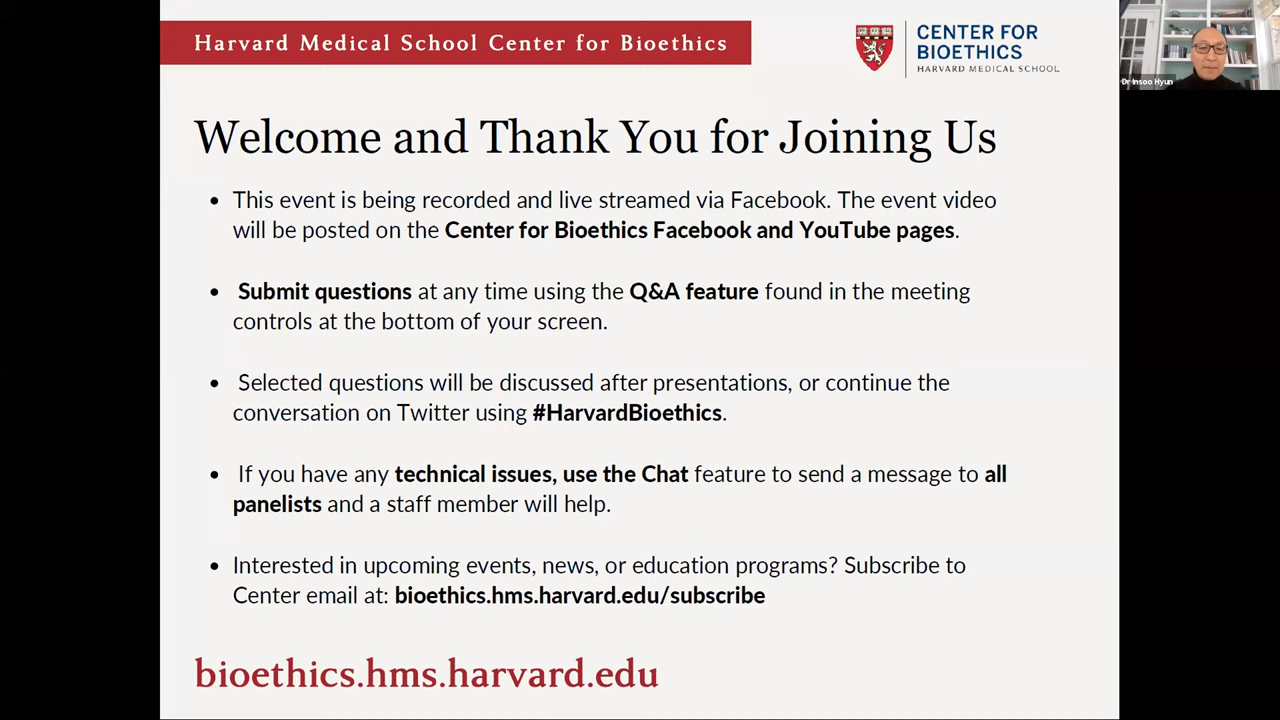 Harvard Medical School Center for Bioethics
CENTER FOR
BIOETHICS
HARVARD MEDICAL SCHOOL
Dr Insoo Hyun
Welcome and Thank You for Joining Us
• This event is being recorded and live streamed via Facebook. The event video
will be posted on the Center for Bioethics Facebook and YouTube pages.
• Submit questions at any time using the Q&A feature found in the meeting
controls at the bottom of your screen.
• Selected questions will be discussed after presentations, or continue the
conversation on Twitter using #HarvardBioethics.
• If you have any technical issues, use the Chat feature to send a message to all
panelists and a staff member will help.
• Interested in upcoming events, news, or education programs? Subscribe to
Center email at: bioethics.hms.harvard.edu/subscribe
bioethics.hms.harvard.edu